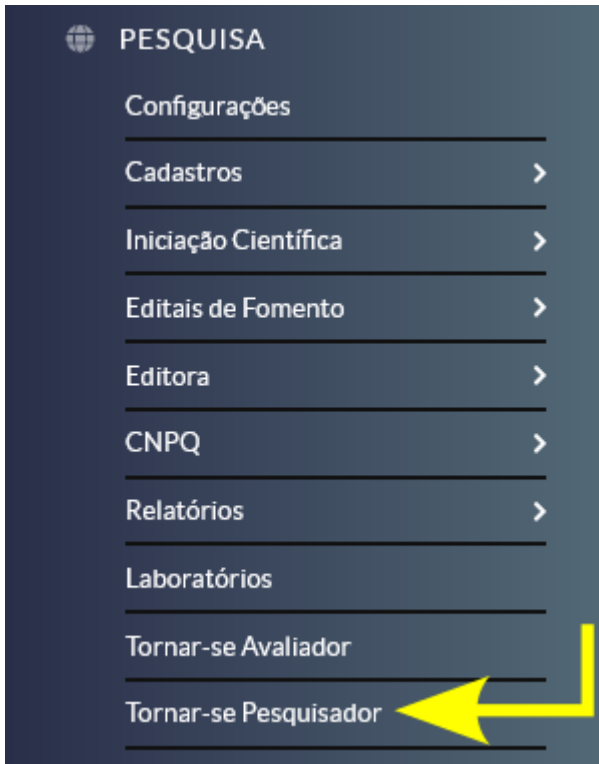 PESQUISA
Configurações
Cadastros
Iniciação Científica
Editais de Fomento
Editora
CNPQ
Relatórios
Laboratórios
Tornar-se Avaliador
Tornar-se Pesquisador